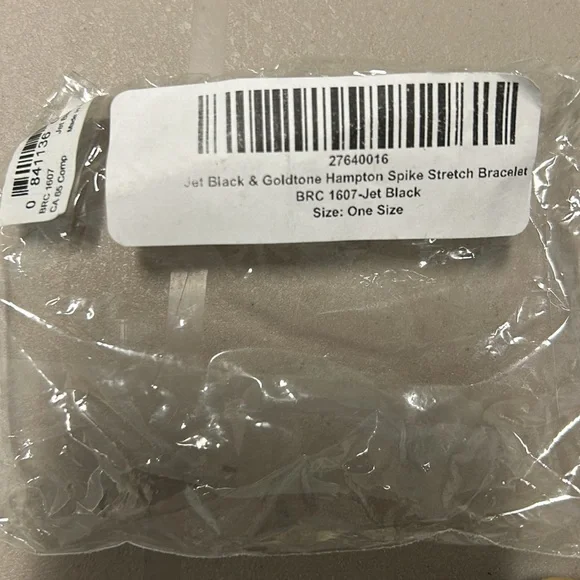 27640016
Jet Black & Goldtone Hampton Spike Stretch Bracelet
BRC 1607-Jet Black
Size: One Size
0 841136
BRC 1607
CA 65 Comp